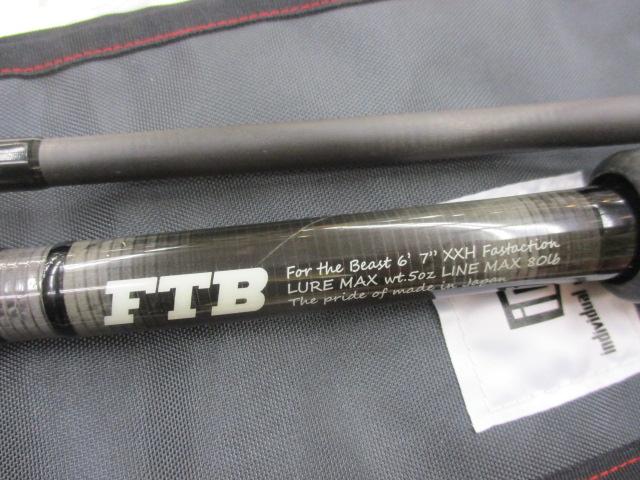 FTB
For the Beast 6' 7" XXH Fastaction
LURE MAX wt.5oz LINE MAX 80lb
The pride of made in Japan
individual